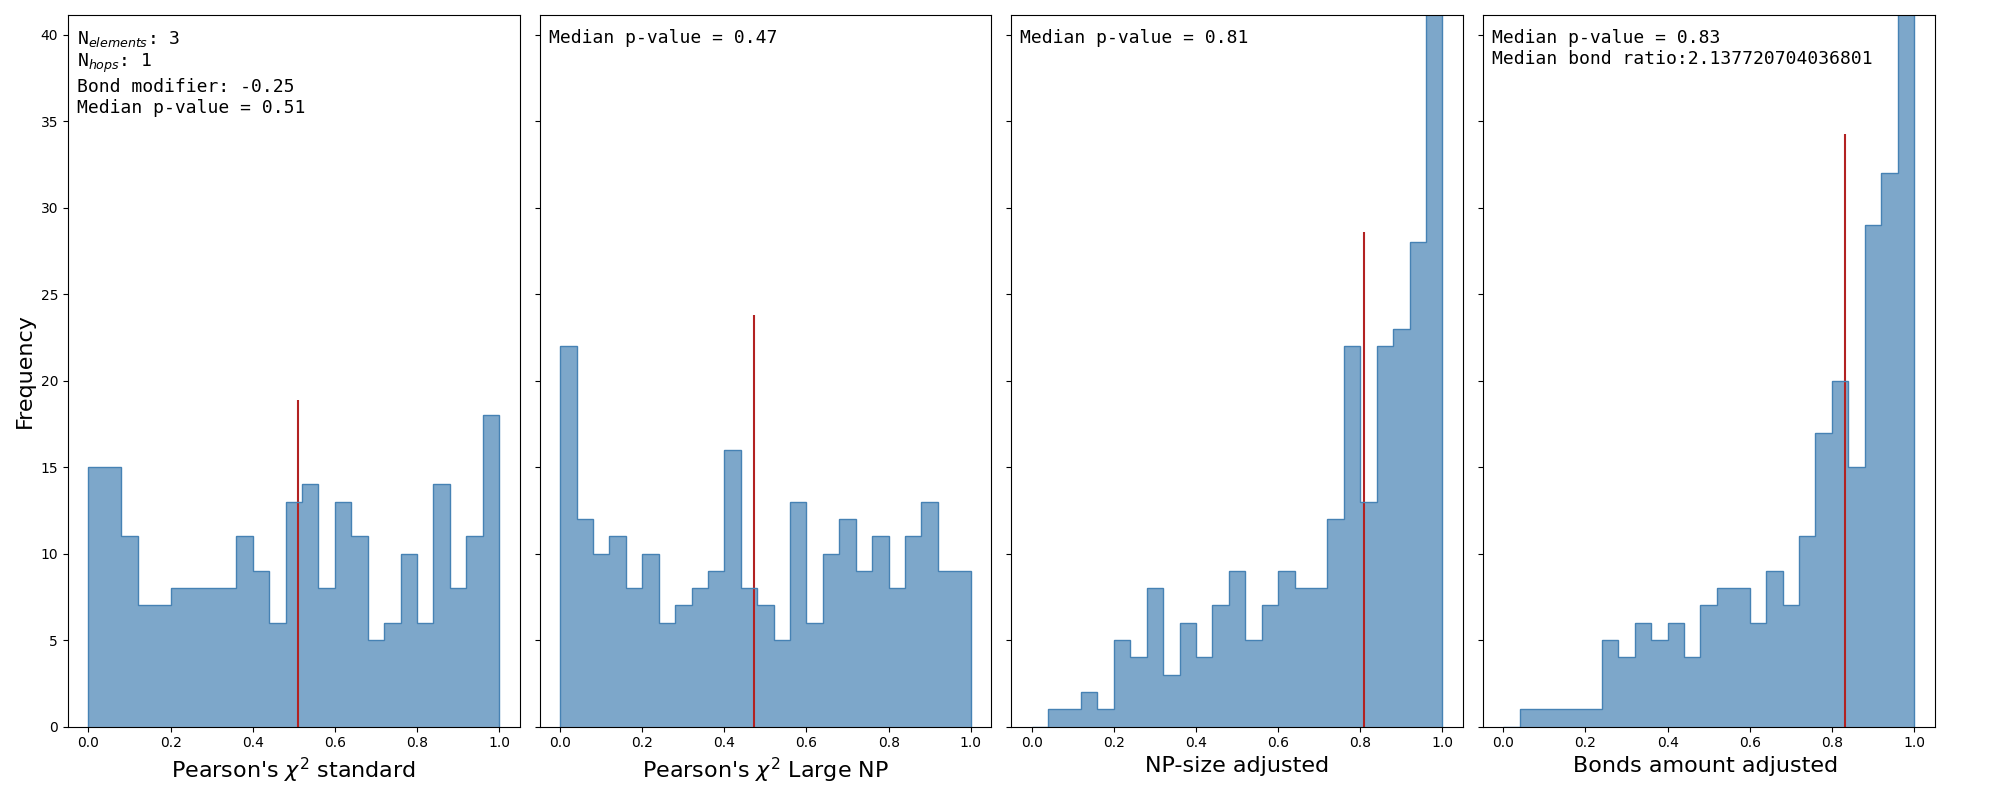 N_elements: 3
N_hops: 1
Bond modifier: -0.25
Median p-value = 0.51
Median p-value = 0.47
Median p-value = 0.81
Median p-value = 0.83
Median bond ratio:2.137720704036801
40
35
30
25
20
15
10
5
0
Frequency
0.0 0.2 0.4 0.6 0.8 1.0
0.0 0.2 0.4 0.6 0.8 1.0
0.0 0.2 0.4 0.6 0.8 1.0
0.0 0.2 0.4 0.6 0.8 1.0
Pearson's χ² standard
Pearson's χ² Large NP
NP-size adjusted
Bonds amount adjusted